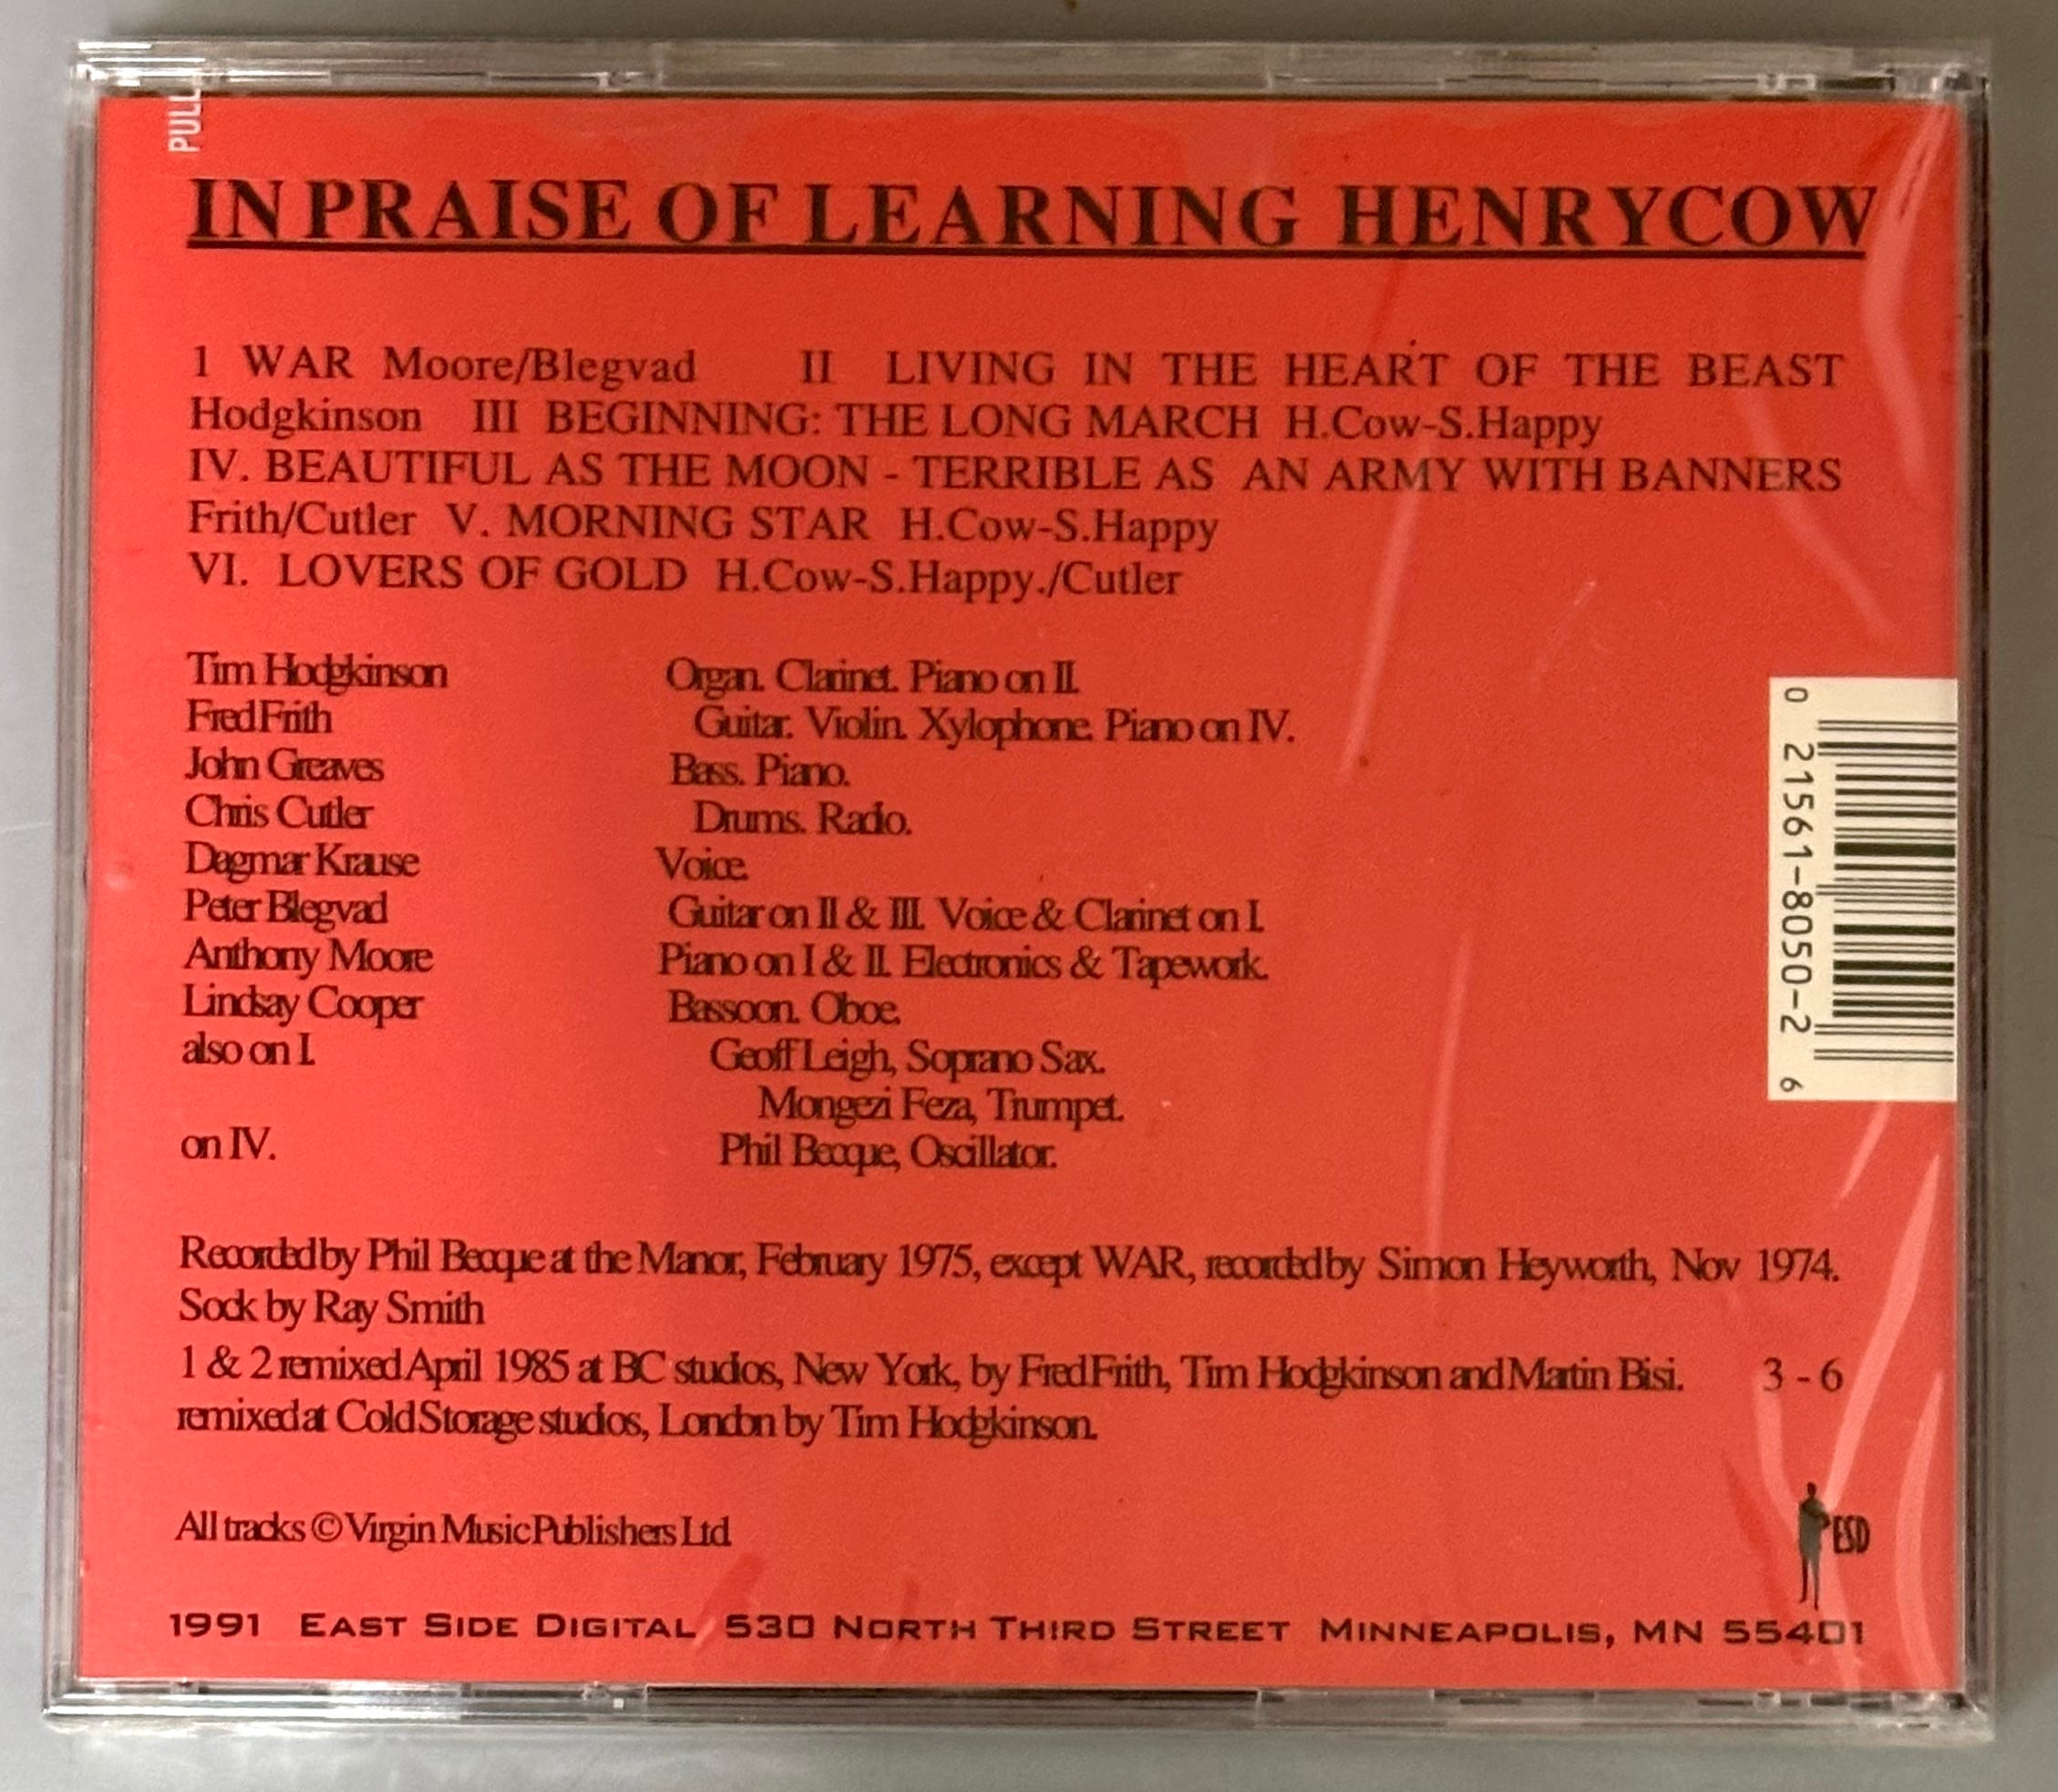 PULL
IN PRAISE OF LEARNING HENRYCOW
1 WAR Moore/Blegvad II LIVING IN THE HEART OF THE BEAST
Hodgkinson III BEGINNING: THE LONG MARCH H.Cow-S.Happy
IV. BEAUTIFUL AS THE MOON - TERRIBLE AS AN ARMY WITH BANNERS
Frith/Cutler V. MORNING STAR H.Cow-S.Happy
VI. LOVERS OF GOLD H.Cow-S.Happy./Cutler
Tim Hodgkinson Organ. Clarinet. Piano on II.
Fred Frith Guitar. Violin. Xylophone. Piano on IV.
John Greaves Bass. Piano.
Chris Cutler Drums. Radio.
Dagmar Krause Voice.
Peter Blegvad Guitar on II & III. Voice & Clarinet on I.
Anthony Moore Piano on I & II. Electronics & Tapework.
Lindsay Cooper Bassoon. Oboe.
also on I. Geoff Leigh, Soprano Sax.
Mongezi Feza, Trumpet.
on IV. Phil Becque, Oscillator.
Recorded by Phil Becque at the Manor, February 1975, except WAR, recorded by Simon Heyworth, Nov 1974.
Sock by Ray Smith
1 & 2 remixed April 1985 at BC studios, New York, by Fred Frith, Tim Hodgkinson and Martin Bisi. 3 - 6
remixed at Cold Storage studios, London by Tim Hodgkinson.
All tracks © Virgin Music Publishers Ltd.
ESD
1991 EAST SIDE DIGITAL 530 NORTH THIRD STREET MINNEAPOLIS, MN 55401
0 21561-8050-2 6